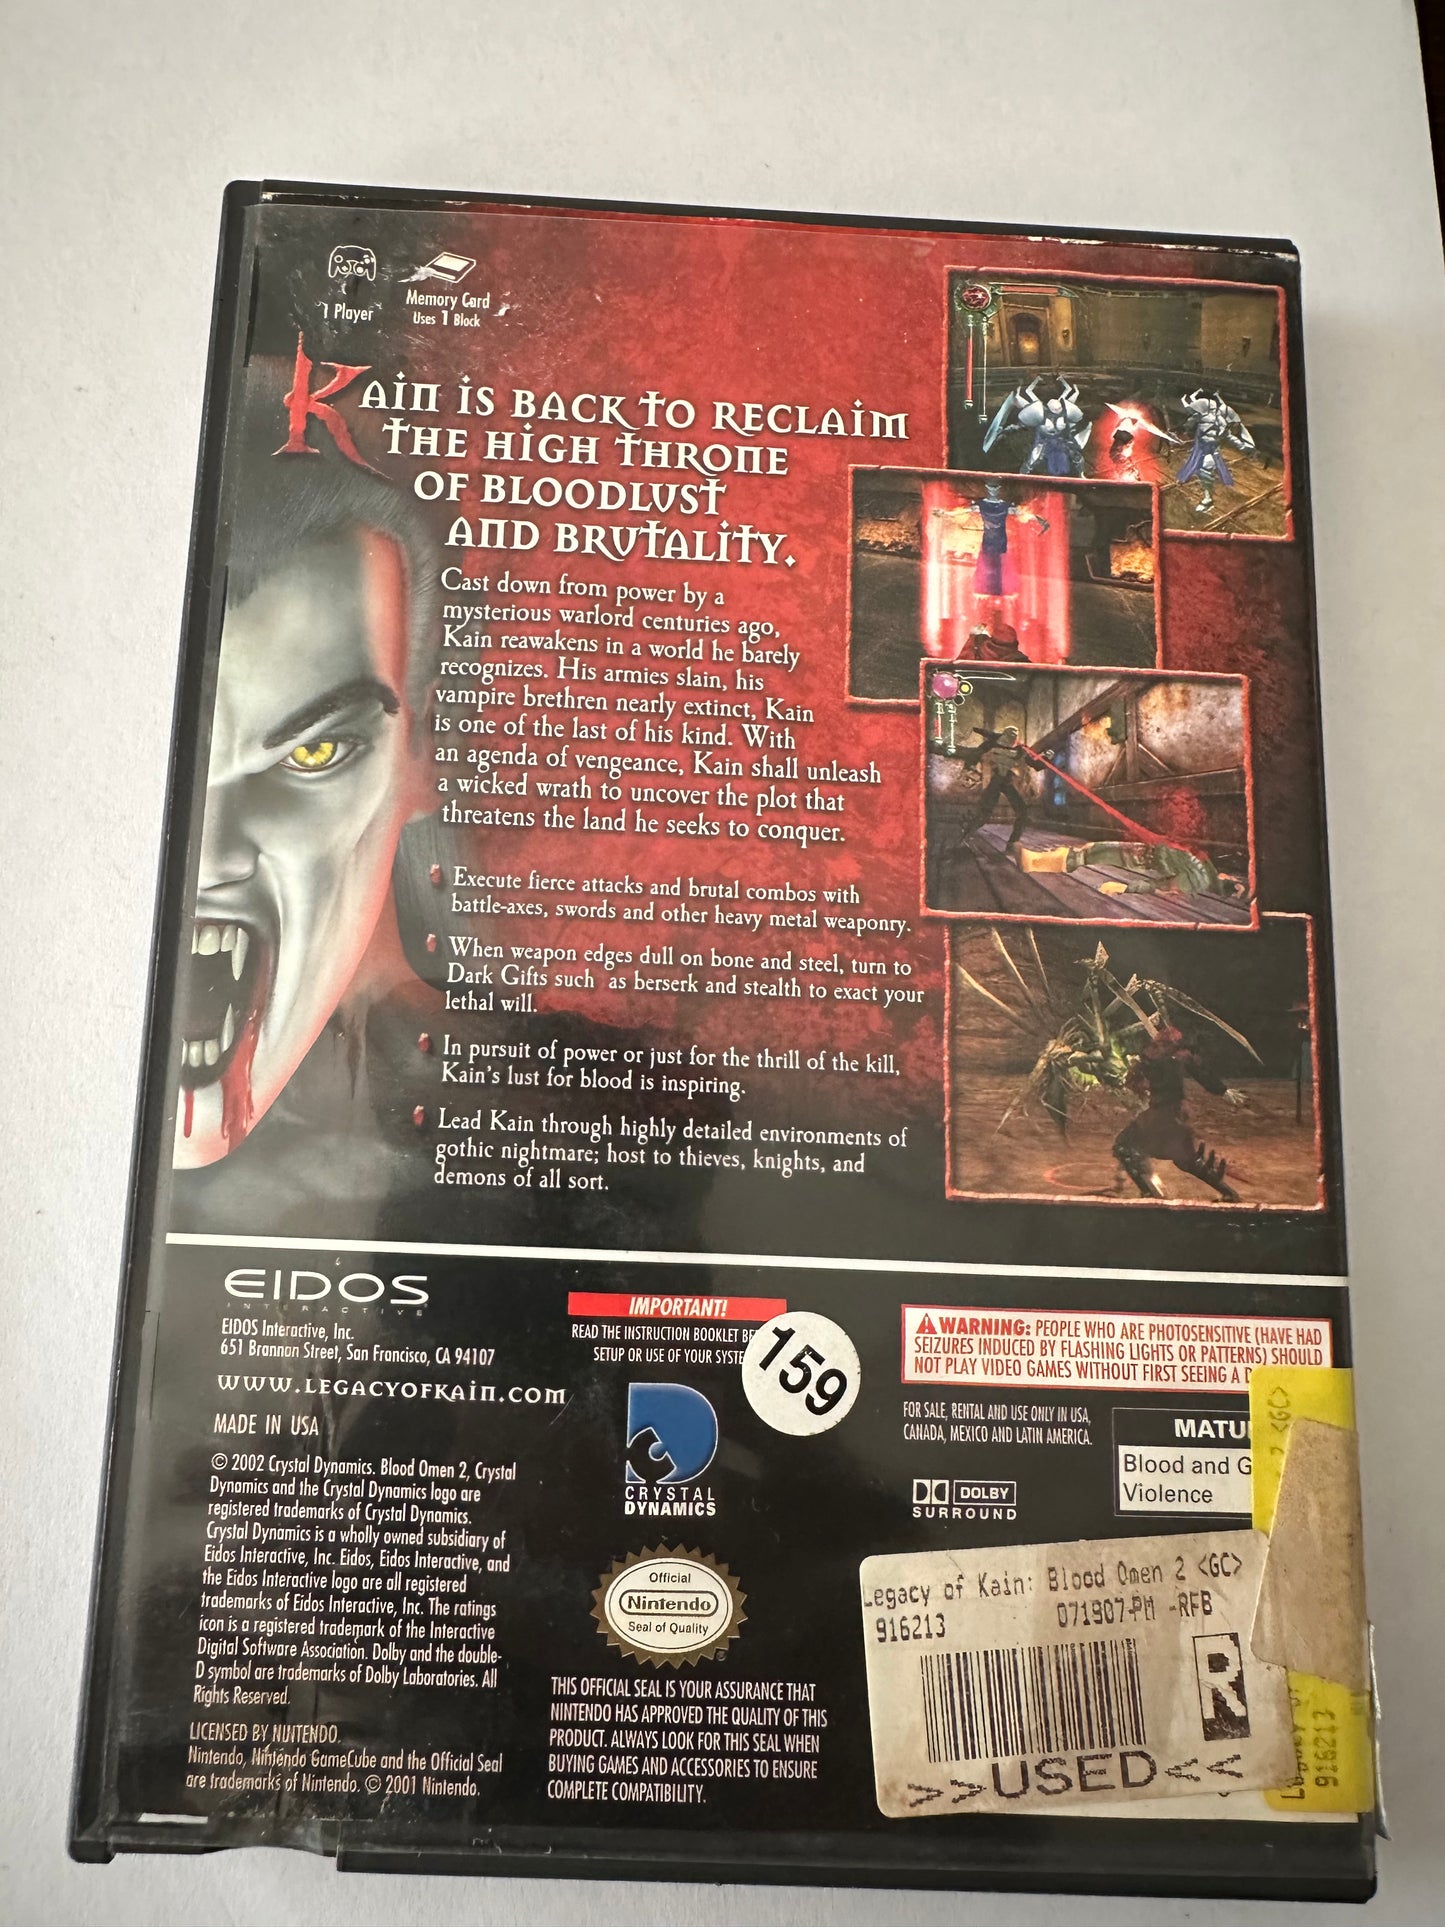 1 Player
Memory Card
Uses 1 Block
KAIN IS BACK TO RECLAIM
THE HIGH THRONE
OF BLOODLUST
AND BRUTALITY.
Cast down from power by a
mysterious warlord centuries ago,
Kain reawakens in a world he barely
recognizes. His armies slain, his
vampire brethren nearly extinct, Kain
is one of the last of his kind. With
an agenda of vengeance, Kain shall unleash
a wicked wrath to uncover the plot that
threatens the land he seeks to conquer.
Execute fierce attacks and brutal combos with
battle-axes, swords and other heavy metal weaponry.
When weapon edges dull on bone and steel, turn to
Dark Gifts such as berserk and stealth to exact your
lethal will.
In pursuit of power or just for the thrill of the kill,
Kain's lust for blood is inspiring.
Lead Kain through highly detailed environments of
gothic nightmare; host to thieves, knights, and
demons of all sort.
EIDOS
INTERACTIVE
EIDOS Interactive, Inc.
651 Brannan Street, San Francisco, CA 94107
WWW.LEGACYOFKAIN.COM
MADE IN USA
© 2002 Crystal Dynamics. Blood Omen 2, Crystal
Dynamics and the Crystal Dynamics logo are
registered trademarks of Crystal Dynamics.
Crystal Dynamics is a wholly owned subsidiary of
Eidos Interactive, Inc. Eidos, Eidos Interactive, and
the Eidos Interactive logo are all registered
trademarks of Eidos Interactive, Inc. The ratings
icon is a registered trademark of the Interactive
Digital Software Association. Dolby and the double-
D symbol are trademarks of Dolby Laboratories. All
Rights Reserved.
LICENSED BY NINTENDO.
Nintendo, Nintendo GameCube and the Official Seal
are trademarks of Nintendo. © 2001 Nintendo.
IMPORTANT!
READ THE INSTRUCTION BOOKLET BE
SETUP OR USE OF YOUR SYSTE
159
CRYSTAL
DYNAMICS
Official
Nintendo
Seal of Quality
THIS OFFICIAL SEAL IS YOUR ASSURANCE THAT
NINTENDO HAS APPROVED THE QUALITY OF THIS
PRODUCT. ALWAYS LOOK FOR THIS SEAL WHEN
BUYING GAMES AND ACCESSORIES TO ENSURE
COMPLETE COMPATIBILITY.
WARNING: PEOPLE WHO ARE PHOTOSENSITIVE (HAVE HAD
SEIZURES INDUCED BY FLASHING LIGHTS OR PATTERNS) SHOULD
NOT PLAY VIDEO GAMES WITHOUT FIRST SEEING A D
FOR SALE, RENTAL AND USE ONLY IN USA,
CANADA, MEXICO AND LATIN AMERICA.
DOLBY
SURROUND
MATU
Blood and G
Violence
Legacy of Kain: Blood Omen 2 <GC>
916213 071907-PM -RFB
R
>>USED<<
2 <GC>
916213